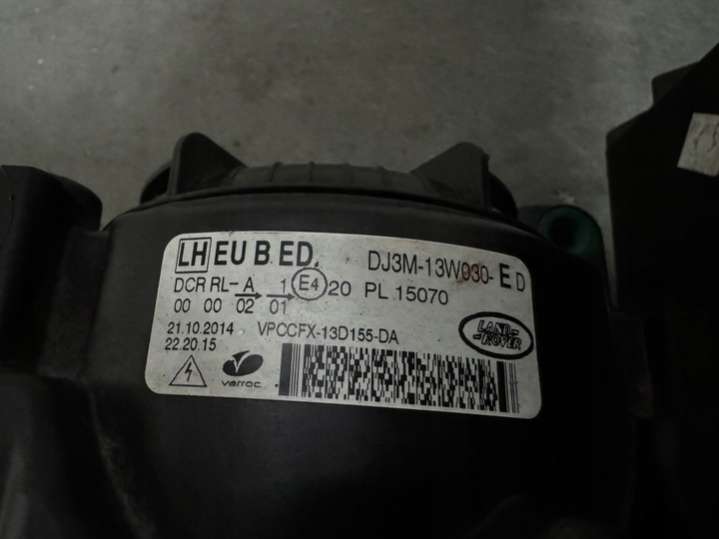 LH EU B ED. DJ3M-13W030-ED
DCR RL-A 1 E4 20 PL 15070
00 00 02 01
21.10.2014 VPCCFX-13D155-DA
22.20.15
LAND-
-ROVER
varroc